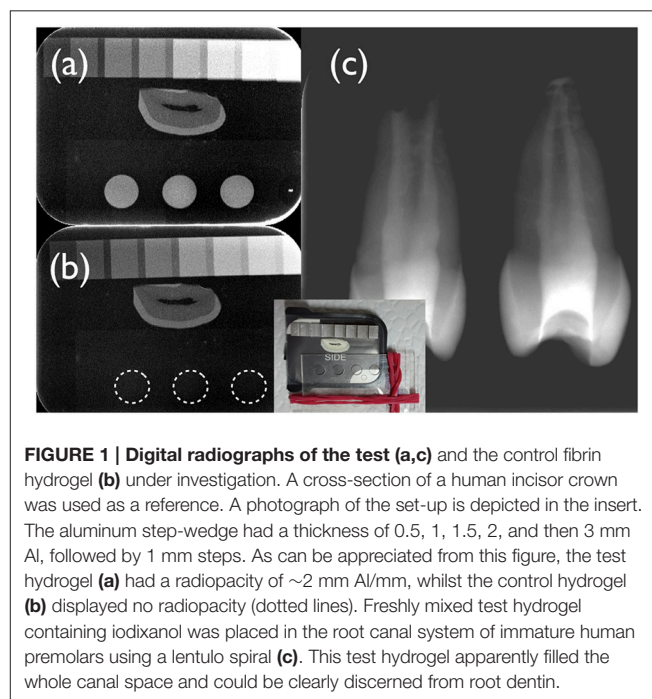 (a)
(c)
(b)
SIDE
FIGURE 1 | Digital radiographs of the test (a,c) and the control fibrin
hydrogel (b) under investigation. A cross-section of a human incisor crown
was used as a reference. A photograph of the set-up is depicted in the insert.
The aluminum step-wedge had a thickness of 0.5, 1, 1.5, 2, and then 3 mm
Al, followed by 1 mm steps. As can be appreciated from this figure, the test
hydrogel (a) had a radiopacity of ~2 mm Al/mm, whilst the control hydrogel
(b) displayed no radiopacity (dotted lines). Freshly mixed test hydrogel
containing iodixanol was placed in the root canal system of immature human
premolars using a lentulo spiral (c). This test hydrogel apparently filled the
whole canal space and could be clearly discerned from root dentin.